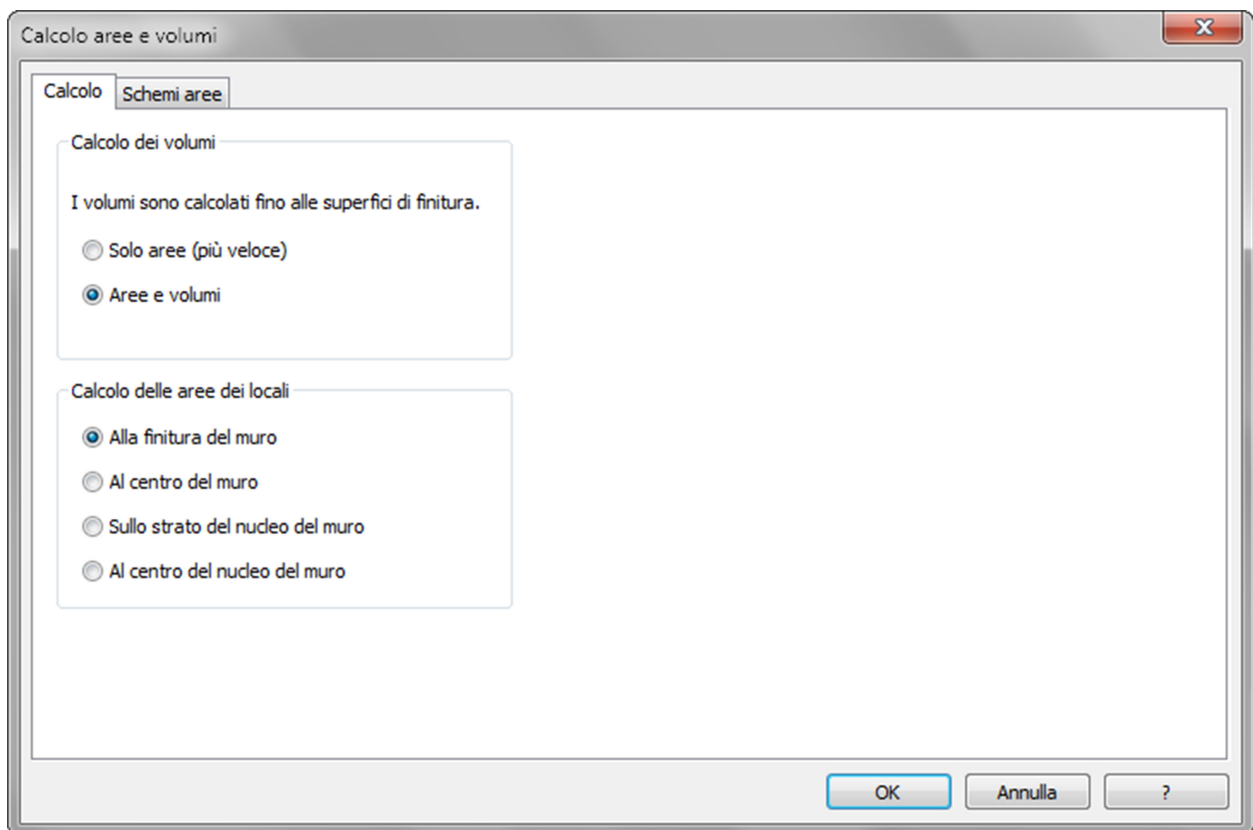 Calcolo aree e volumi
Calcolo
Schemi aree
Calcolo dei volumi
I volumi sono calcolati fino alle superfici di finitura.
Solo aree (più veloce)
Aree e volumi
Calcolo delle aree dei locali
Alla finitura del muro
Al centro del muro
Sullo strato del nucleo del muro
Al centro del nucleo del muro
OK
Annulla
?